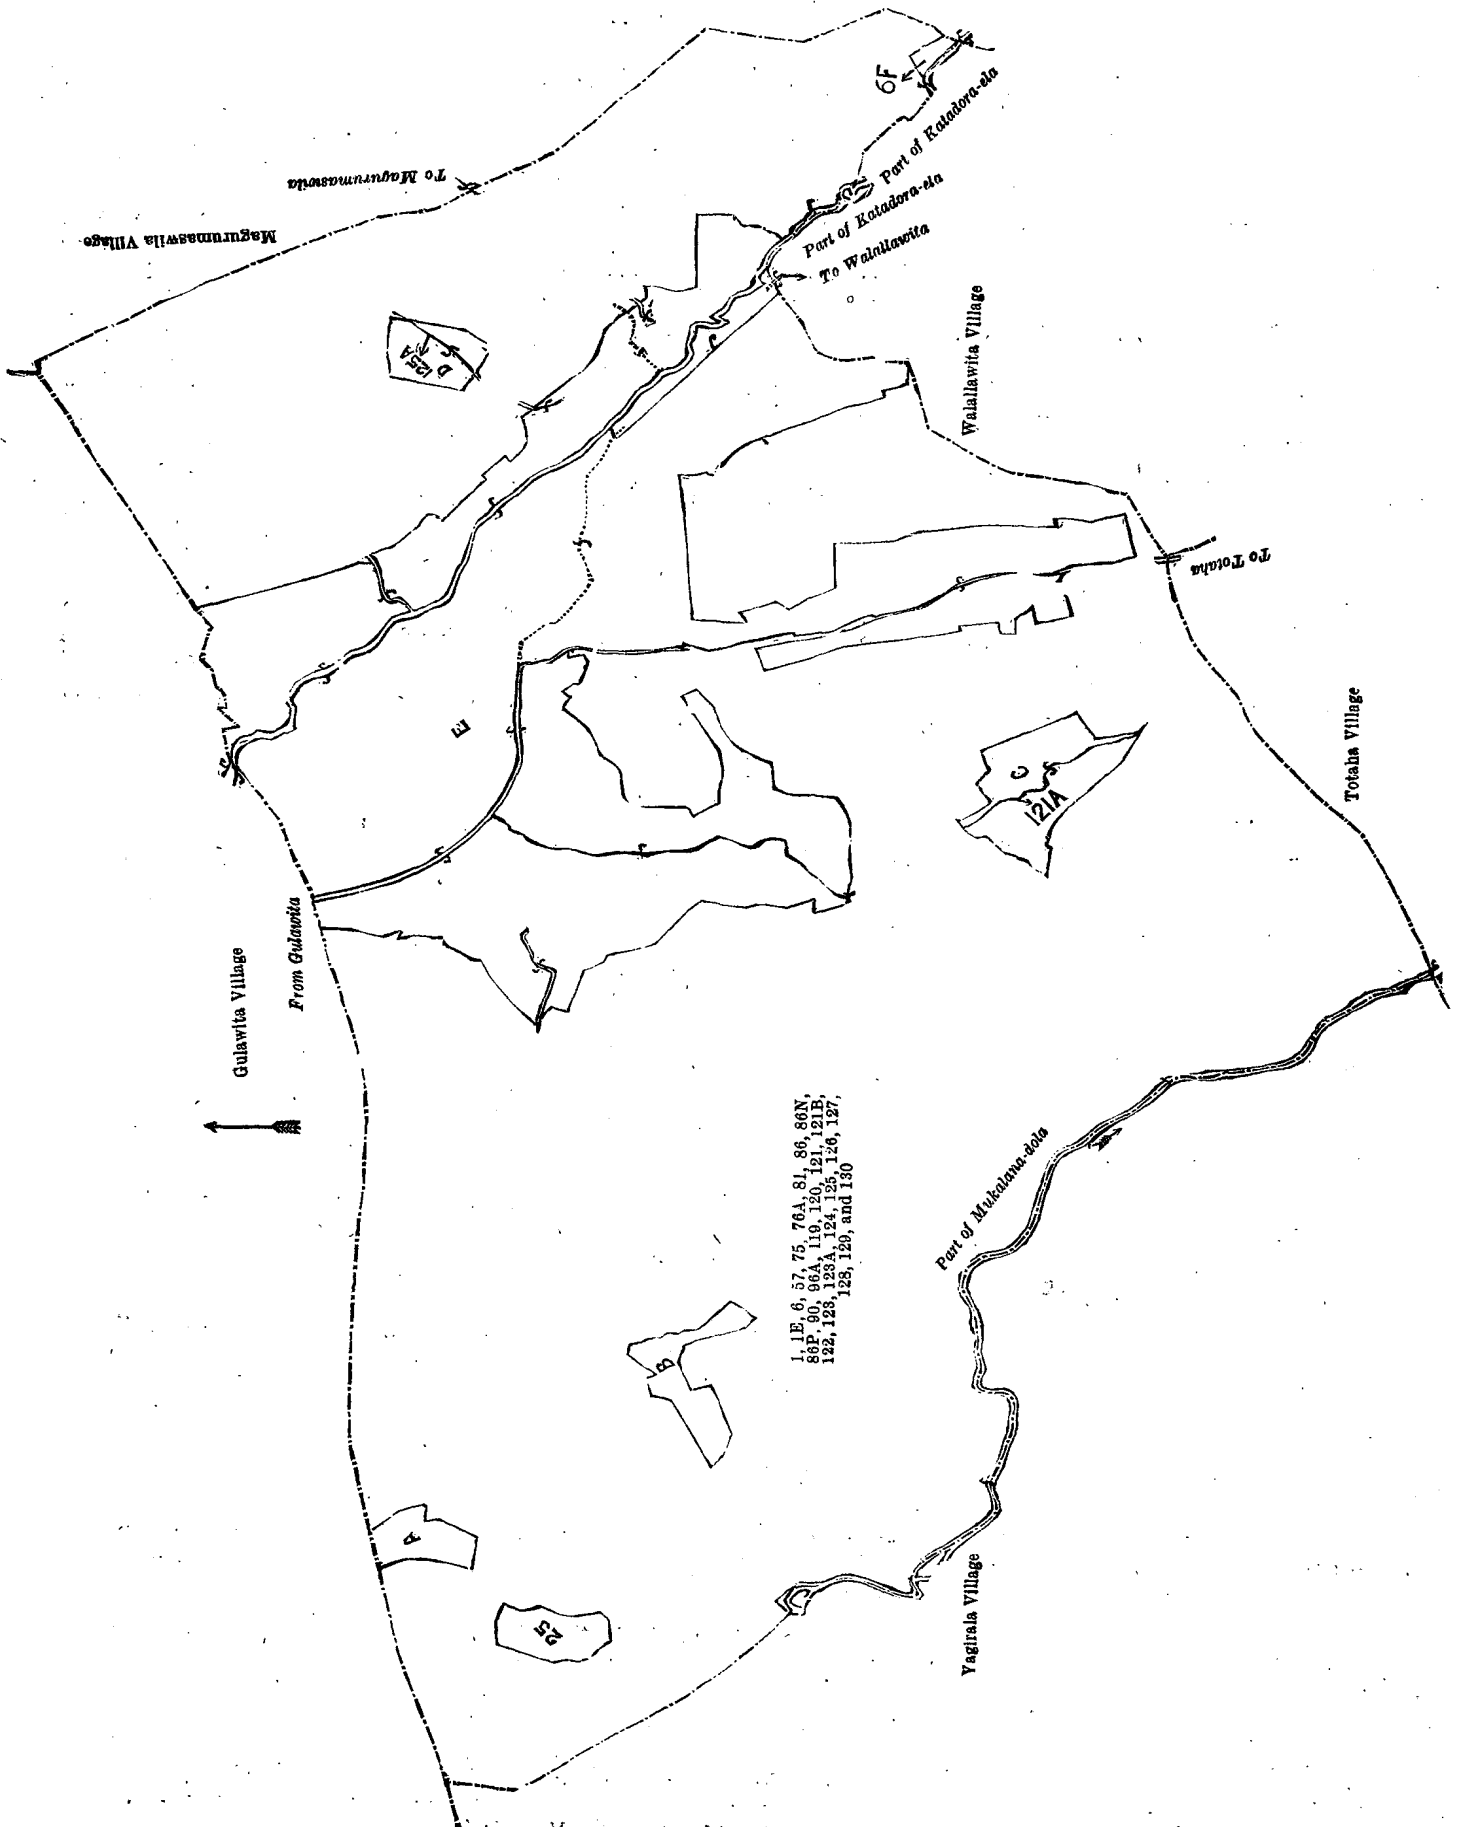 Magurumaswila Village
To Magurumaswila
6F
Part of Katadora-ela
Part of Katadora-ela
To Walallawita
125A
D
Walallawita Village
To Totaha
Totaha Village
E
C
121A
From Gulawita
Gulawita Village
1, 1E, 6, 57, 75, 76A, 81, 86, 86N,
86P, 90, 96A, 119, 120, 121, 121B,
122, 123, 123A, 124, 125, 126, 127,
128, 129, and 130
Part of Mukalana-dola
B
A
25
Yagirala Village